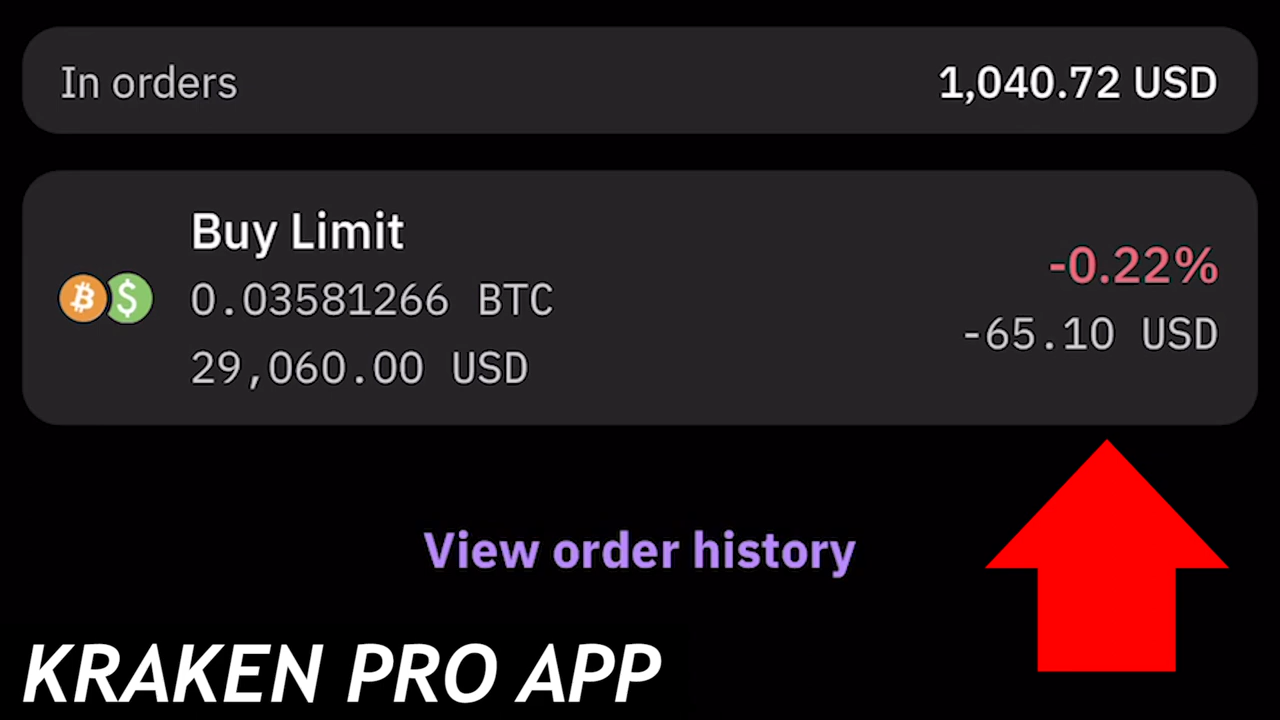 In orders
1,040.72 USD
Buy Limit
0.03581266 BTC
29,060.00 USD
-0.22%
-65.10 USD
View order history
KRAKEN PRO APP